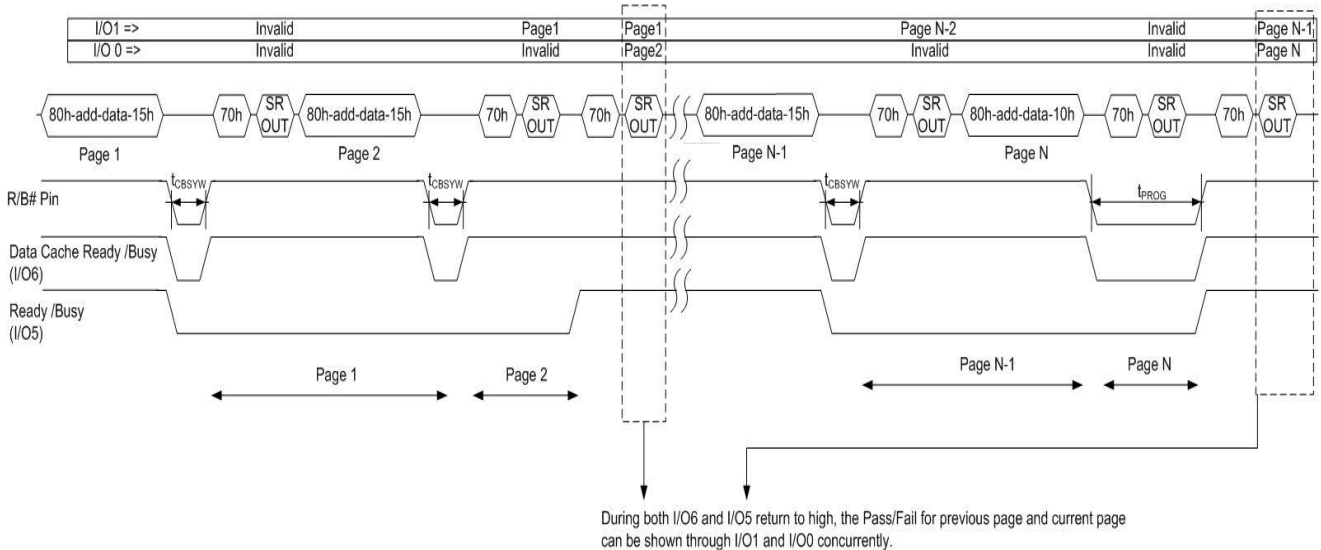 I/O1 => Invalid Page1 Page1 Page N-2 Invalid Page N-1
I/O 0 => Invalid Invalid Page2 Invalid Invalid Page N
80h-add-data-15h 70h SR OUT 80h-add-data-15h 70h SR OUT 70h SR OUT 80h-add-data-15h 70h SR OUT 80h-add-data-10h 70h SR OUT 70h SR OUT
Page 1 Page 2 Page N-1 Page N
R/B# Pin tCBSYW tCBSYW tCBSYW tPROG
Data Cache Ready /Busy
(I/O6)
Ready /Busy
(I/O5)
Page 1 Page 2 Page N-1 Page N
During both I/O6 and I/O5 return to high, the Pass/Fail for previous page and current page
can be shown through I/O1 and I/O0 concurrently.